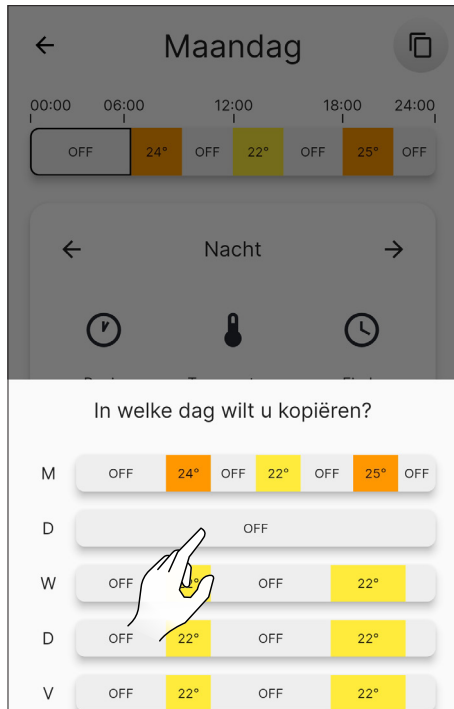 Maandag
00:00 06:00 12:00 18:00 24:00
OFF 24° OFF 22° OFF 25° OFF
Nacht
In welke dag wilt u kopiëren?
M OFF 24° OFF 22° OFF 25° OFF
D OFF
W OFF OFF 22°
D OFF 22° OFF 22°
V OFF 22° OFF 22°